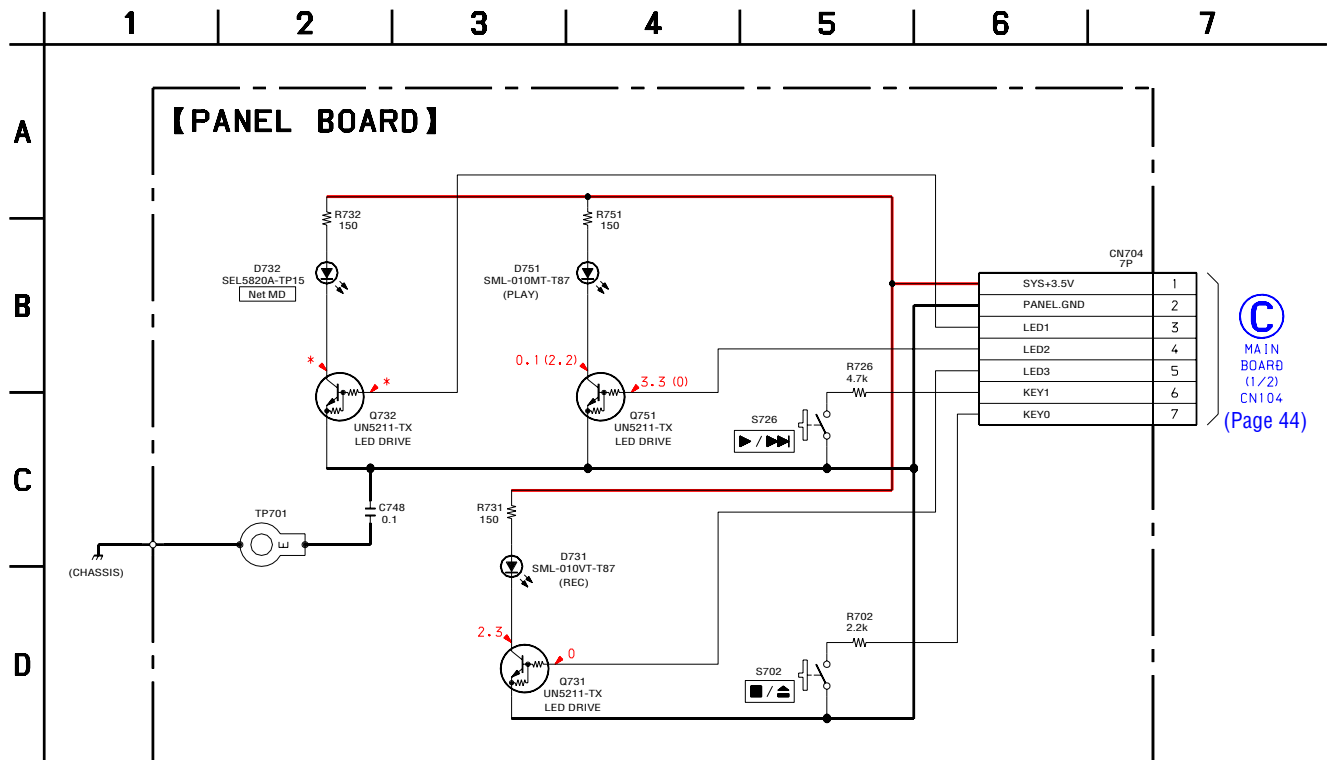 1 2 3 4 5 6 7
A
【PANEL BOARD】
R732
150
R751
150
B
D732
SEL5820A-TP15
Net MD
D751
SML-010MT-T87
(PLAY)
CN704
7P
SYS+3.5V 1
PANEL.GND 2
LED1 3
LED2 4
LED3 5
KEY1 6
KEY0 7
C
MAIN
BOARD
(1/2)
CN104
(Page 44)
*
*
0.1 (2.2)
3.3 (0)
R726
4.7k
Q732
UN5211-TX
LED DRIVE
Q751
UN5211-TX
LED DRIVE
S726
/
C
TP701
E
C748
0.1
R731
150
(CHASSIS)
D731
SML-010VT-T87
(REC)
D
2.3
0
R702
2.2k
Q731
UN5211-TX
LED DRIVE
S702
/